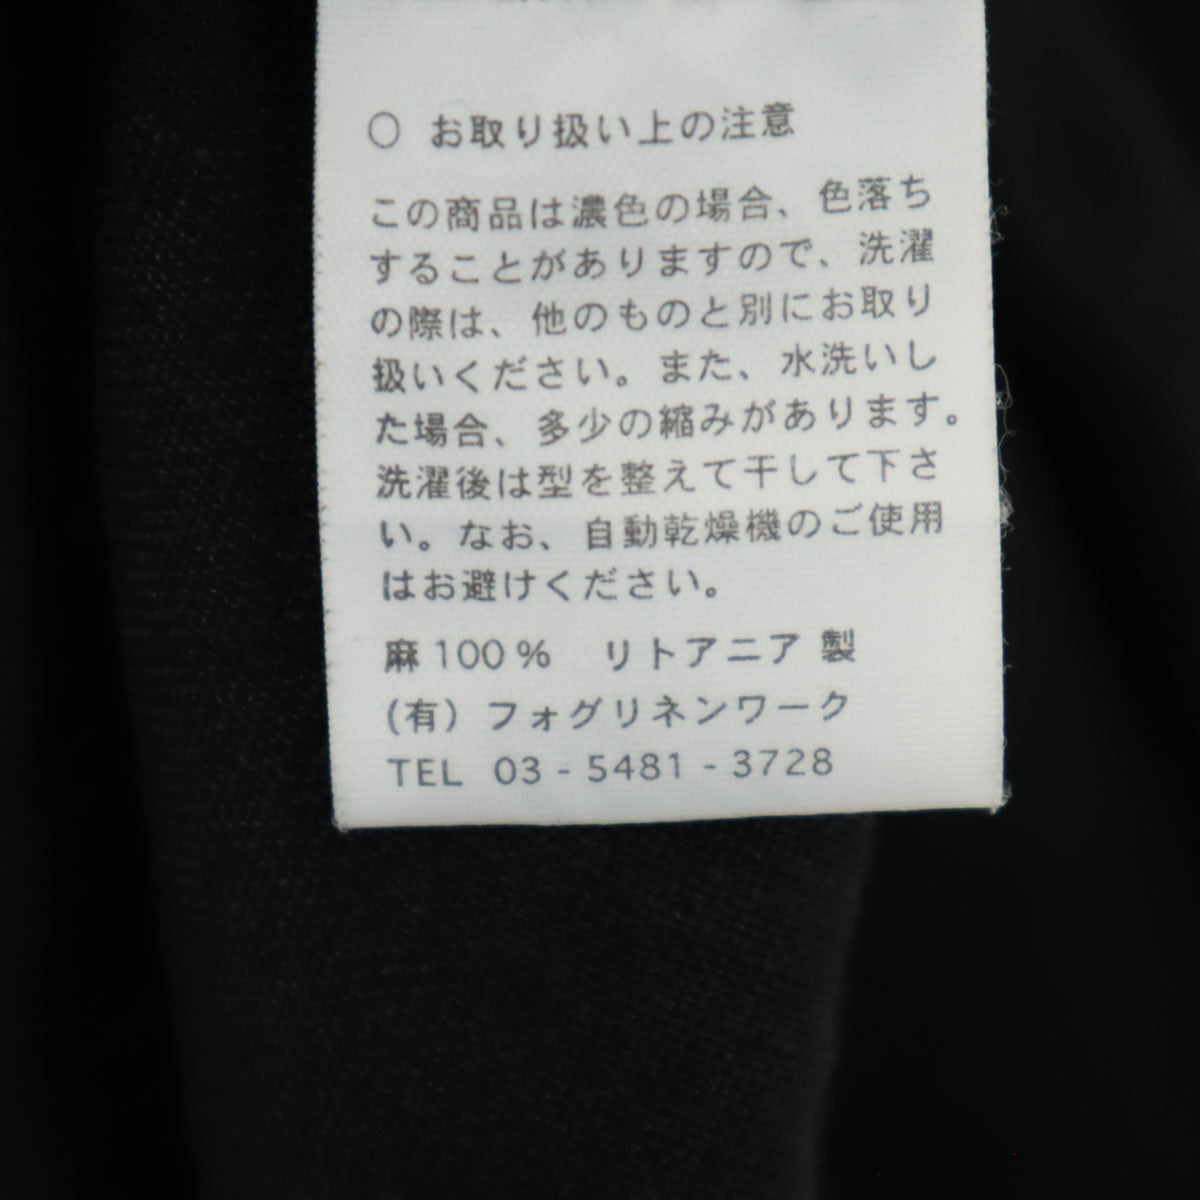 ○ お取り扱い上の注意
この商品は濃色の場合、色落ち
することがありますので、洗濯
の際は、他のものと別にお取り
扱いください。また、水洗いし
た場合、多少の縮みがあります。
洗濯後は型を整えて干して下さ
い。なお、自動乾燥機のご使用
はお避けください。
麻100% リトアニア製
(有) フォグリネンワーク
TEL 03-5481-3728